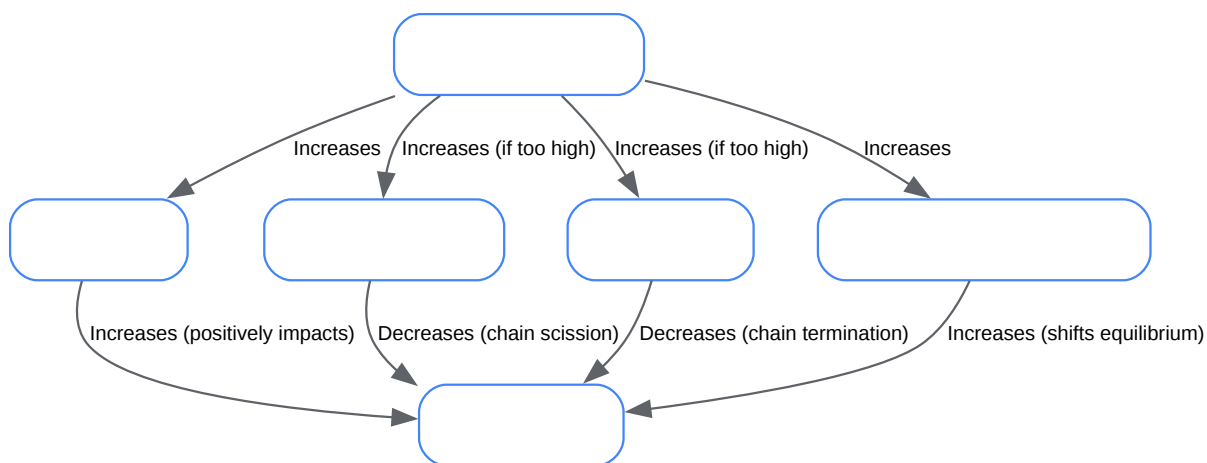 Increases
Increases (if too high)
Increases (if too high)
Increases
Increases (positively impacts)
Decreases (chain scission)
Decreases (chain termination)
Increases (shifts equilibrium)